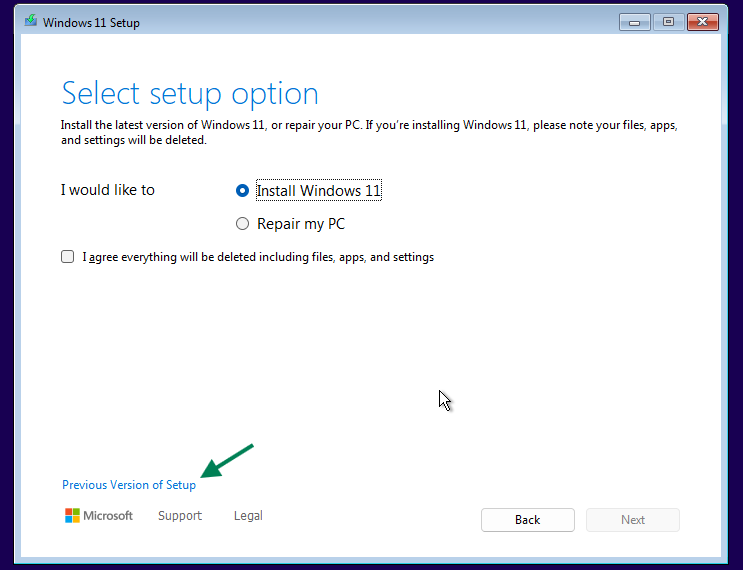 Windows 11 Setup
Select setup option
Install the latest version of Windows 11, or repair your PC. If you're installing Windows 11, please note your files, apps,
and settings will be deleted.
I would like to
Install Windows 11
Repair my PC
I agree everything will be deleted including files, apps, and settings
Previous Version of Setup
Microsoft Support Legal
Back Next